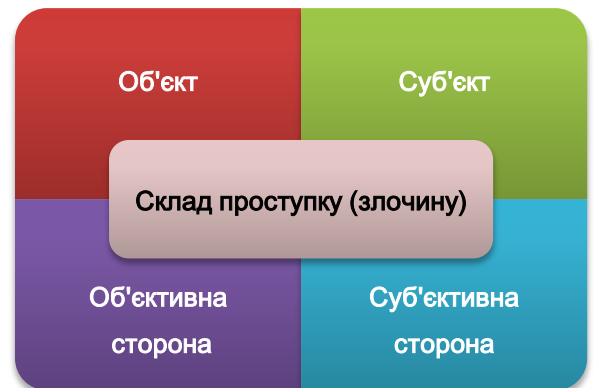 Об'єкт
Суб'єкт
Склад проступку (злочину)
Об'єктивна
сторона
Суб'єктивна
сторона